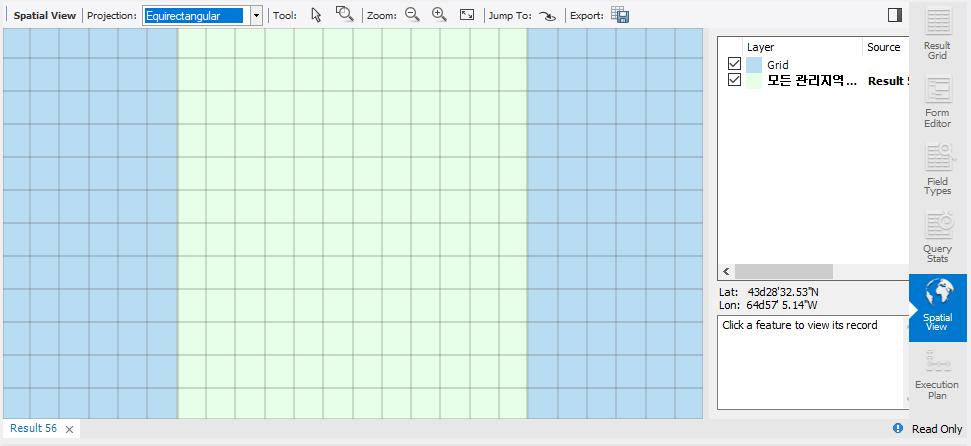 Spatial View Projection: Equirectangular Tool: Zoom: Jump To: Export:
Layer Source
Grid
모든 관리지역 ... Result 5
Lat: 43d28'32.53"N
Lon: 64d57' 5.14"W
Click a feature to view its record
Result
Grid
Form
Editor
Field
Types
Query
Stats
Spatial
View
Execution
Plan
Result 56
Read Only